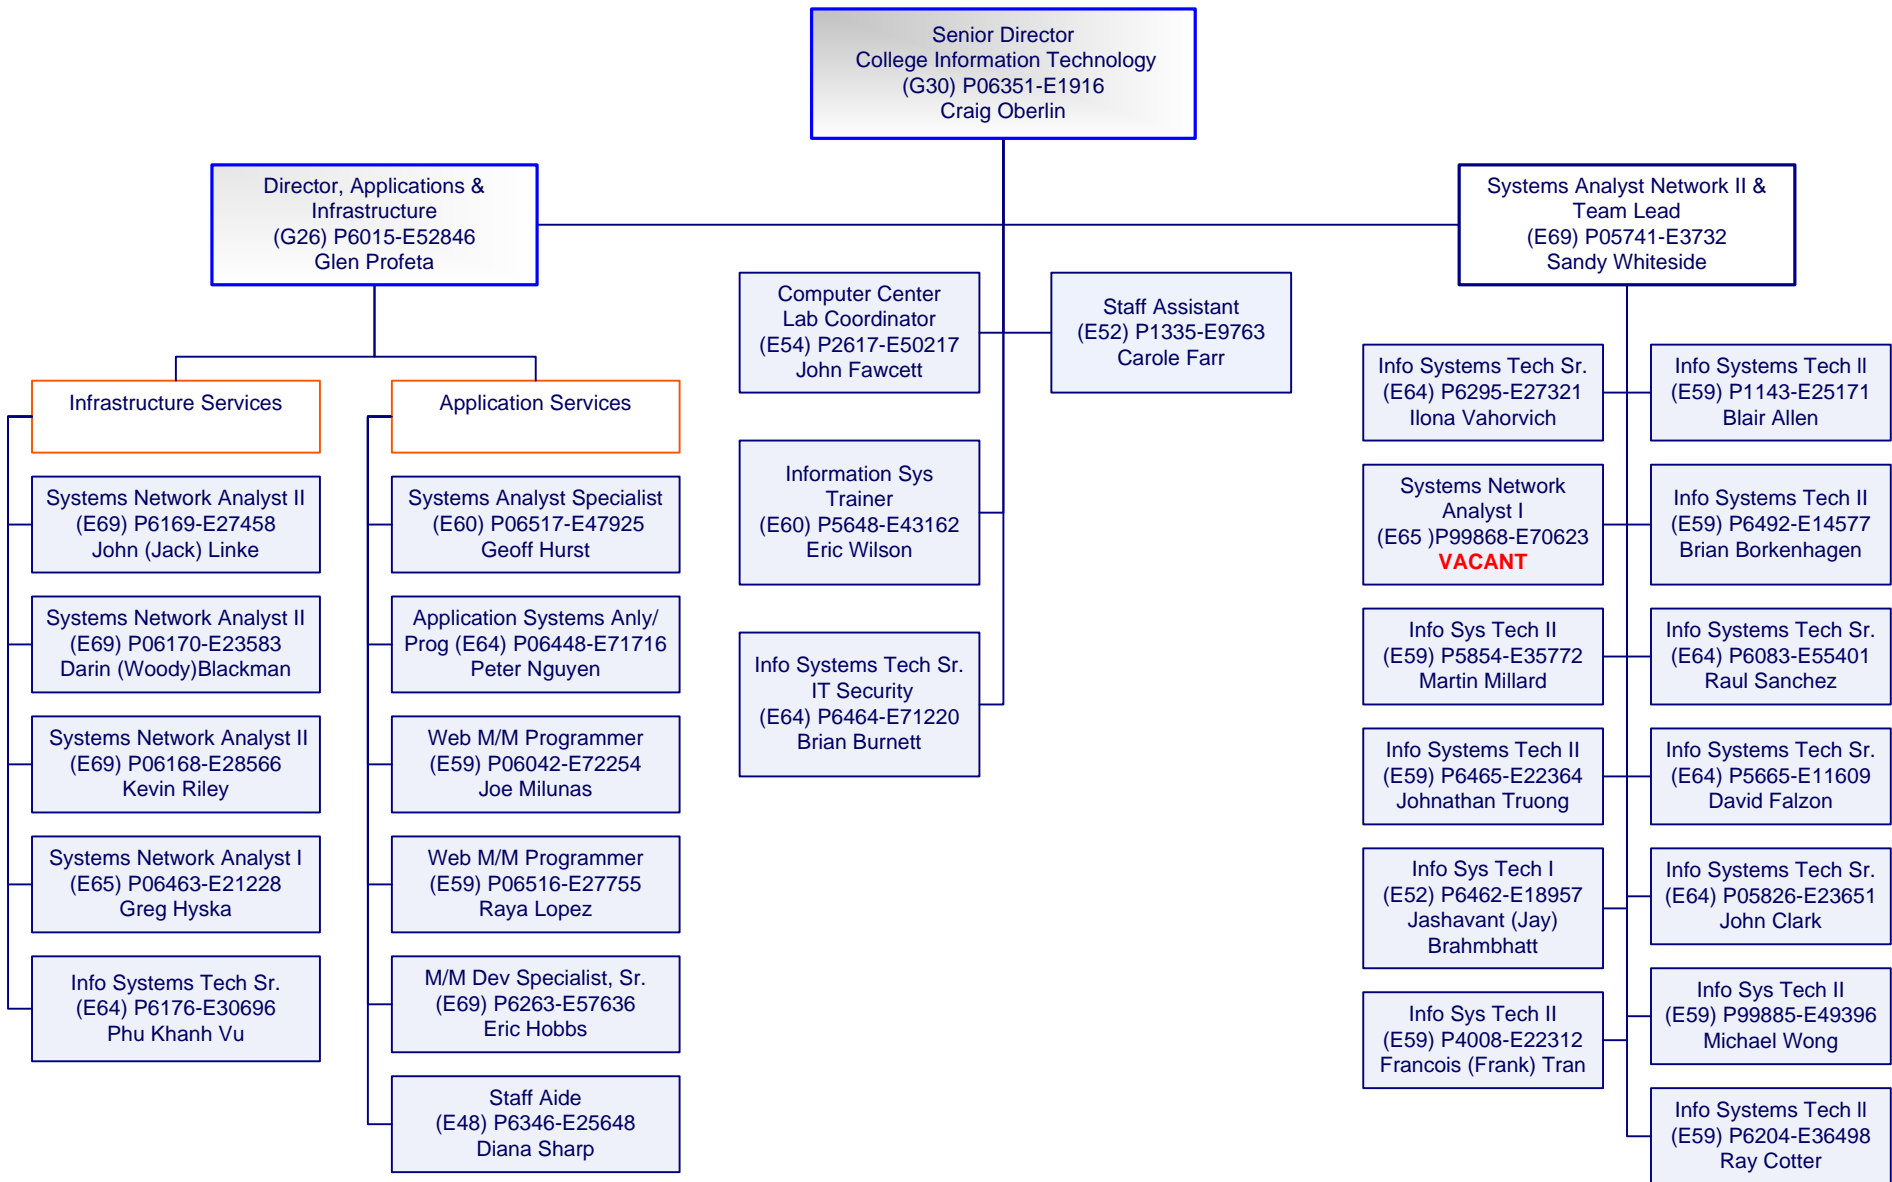 Senior Director
College Information Technology
(G30) P06351-E1916
Craig Oberlin
Director, Applications &
Infrastructure
(G26) P6015-E52846
Glen Profeta
Systems Analyst Network II &
Team Lead
(E69) P05741-E3732
Sandy Whiteside
Computer Center
Lab Coordinator
(E54) P2617-E50217
John Fawcett
Staff Assistant
(E52) P1335-E9763
Carole Farr
Information Sys
Trainer
(E60) P5648-E43162
Eric Wilson
Info Systems Tech Sr.
IT Security
(E64) P6464-E71220
Brian Burnett
Infrastructure Services
Systems Network Analyst II
(E69) P6169-E27458
John (Jack) Linke
Systems Network Analyst II
(E69) P06170-E23583
Darin (Woody)Blackman
Systems Network Analyst II
(E69) P06168-E28566
Kevin Riley
Systems Network Analyst I
(E65) P06463-E21228
Greg Hyska
Info Systems Tech Sr.
(E64) P6176-E30696
Phu Khanh Vu
Application Services
Systems Analyst Specialist
(E60) P06517-E47925
Geoff Hurst
Application Systems Anly/
Prog (E64) P06448-E71716
Peter Nguyen
Web M/M Programmer
(E59) P06042-E72254
Joe Milunas
Web M/M Programmer
(E59) P06516-E27755
Raya Lopez
M/M Dev Specialist, Sr.
(E69) P6263-E57636
Eric Hobbs
Staff Aide
(E48) P6346-E25648
Diana Sharp
Info Systems Tech Sr.
(E64) P6295-E27321
Ilona Vahorvich
Systems Network
Analyst I
(E65 )P99868-E70623
VACANT
Info Sys Tech II
(E59) P5854-E35772
Martin Millard
Info Systems Tech II
(E59) P6465-E22364
Johnathan Truong
Info Sys Tech I
(E52) P6462-E18957
Jashavant (Jay)
Brahmbhatt
Info Sys Tech II
(E59) P4008-E22312
Francois (Frank) Tran
Info Systems Tech II
(E59) P1143-E25171
Blair Allen
Info Systems Tech II
(E59) P6492-E14577
Brian Borkenhagen
Info Systems Tech Sr.
(E64) P6083-E55401
Raul Sanchez
Info Systems Tech Sr.
(E64) P5665-E11609
David Falzon
Info Systems Tech Sr.
(E64) P05826-E23651
John Clark
Info Sys Tech II
(E59) P99885-E49396
Michael Wong
Info Systems Tech II
(E59) P6204-E36498
Ray Cotter